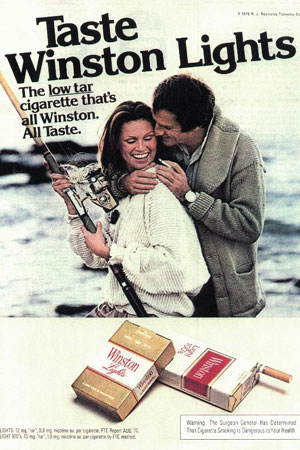 © 1978 R. J. Reynolds Tobacco Co.
Taste
Winston Lights
The low tar
cigarette that's
all Winston.
All Taste.
Winston
Lights
Light
100's
Winston
Warning: The Surgeon General Has Determined
That Cigarette Smoking Is Dangerous to Your Health
LIGHTS: 12 mg. "tar", 0.9 mg. nicotine av. per cigarette, FTC Report AUG. '77.
LIGHT 100's: 13 mg. "tar", 1.0 mg. nicotine av. per cigarette by FTC method.